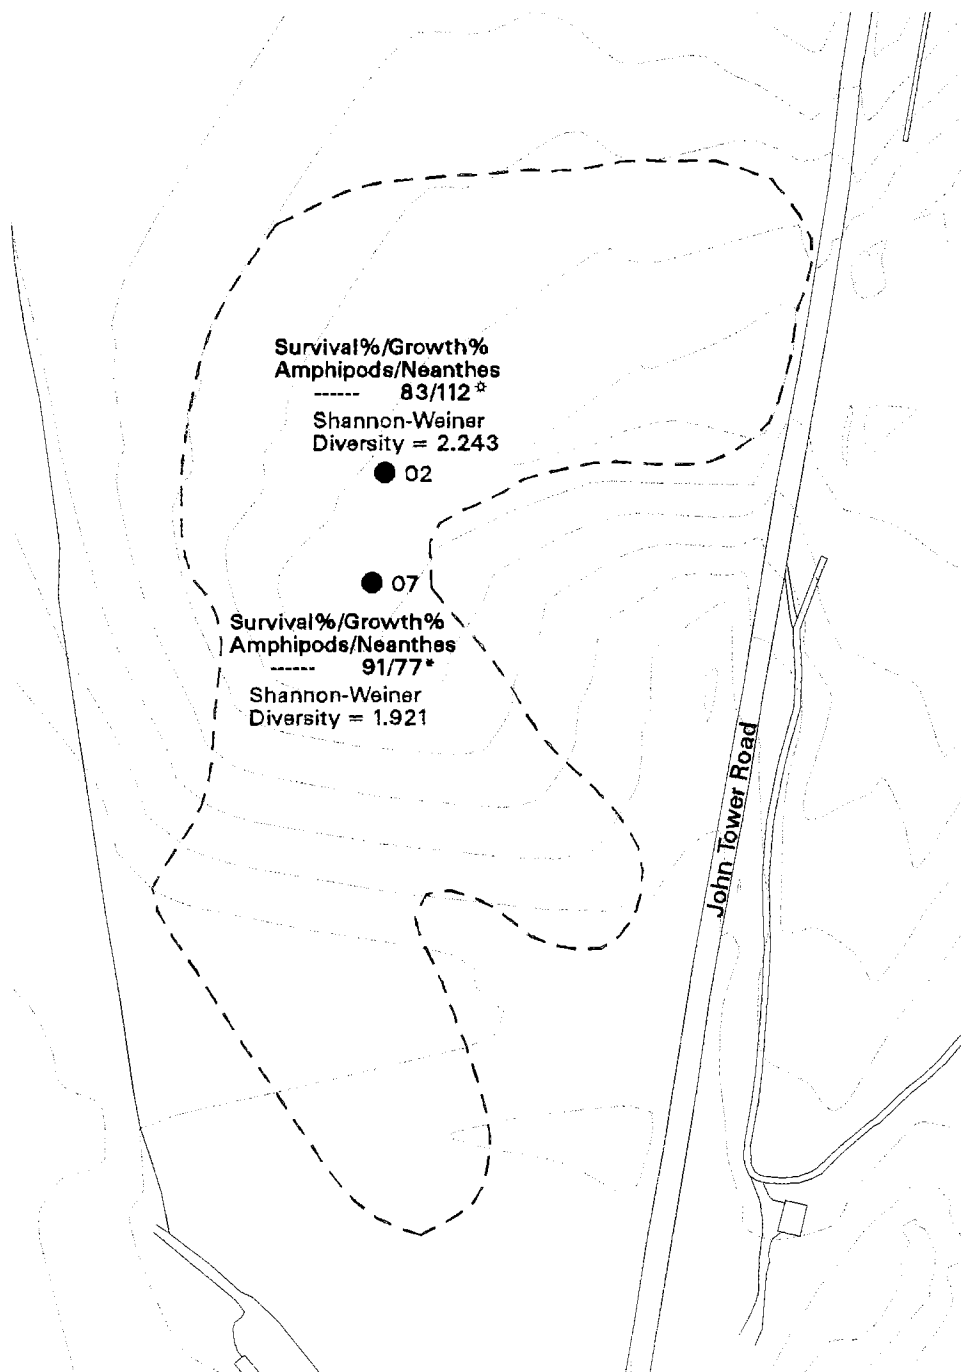 Survival%/Growth%
Amphipods/Neanthes
------ 83/112☼
Shannon-Weiner
Diversity = 2.243
02
07
Survival%/Growth%
Amphipods/Neanthes
------ 91/77*
Shannon-Weiner
Diversity = 1.921
John Tower Road